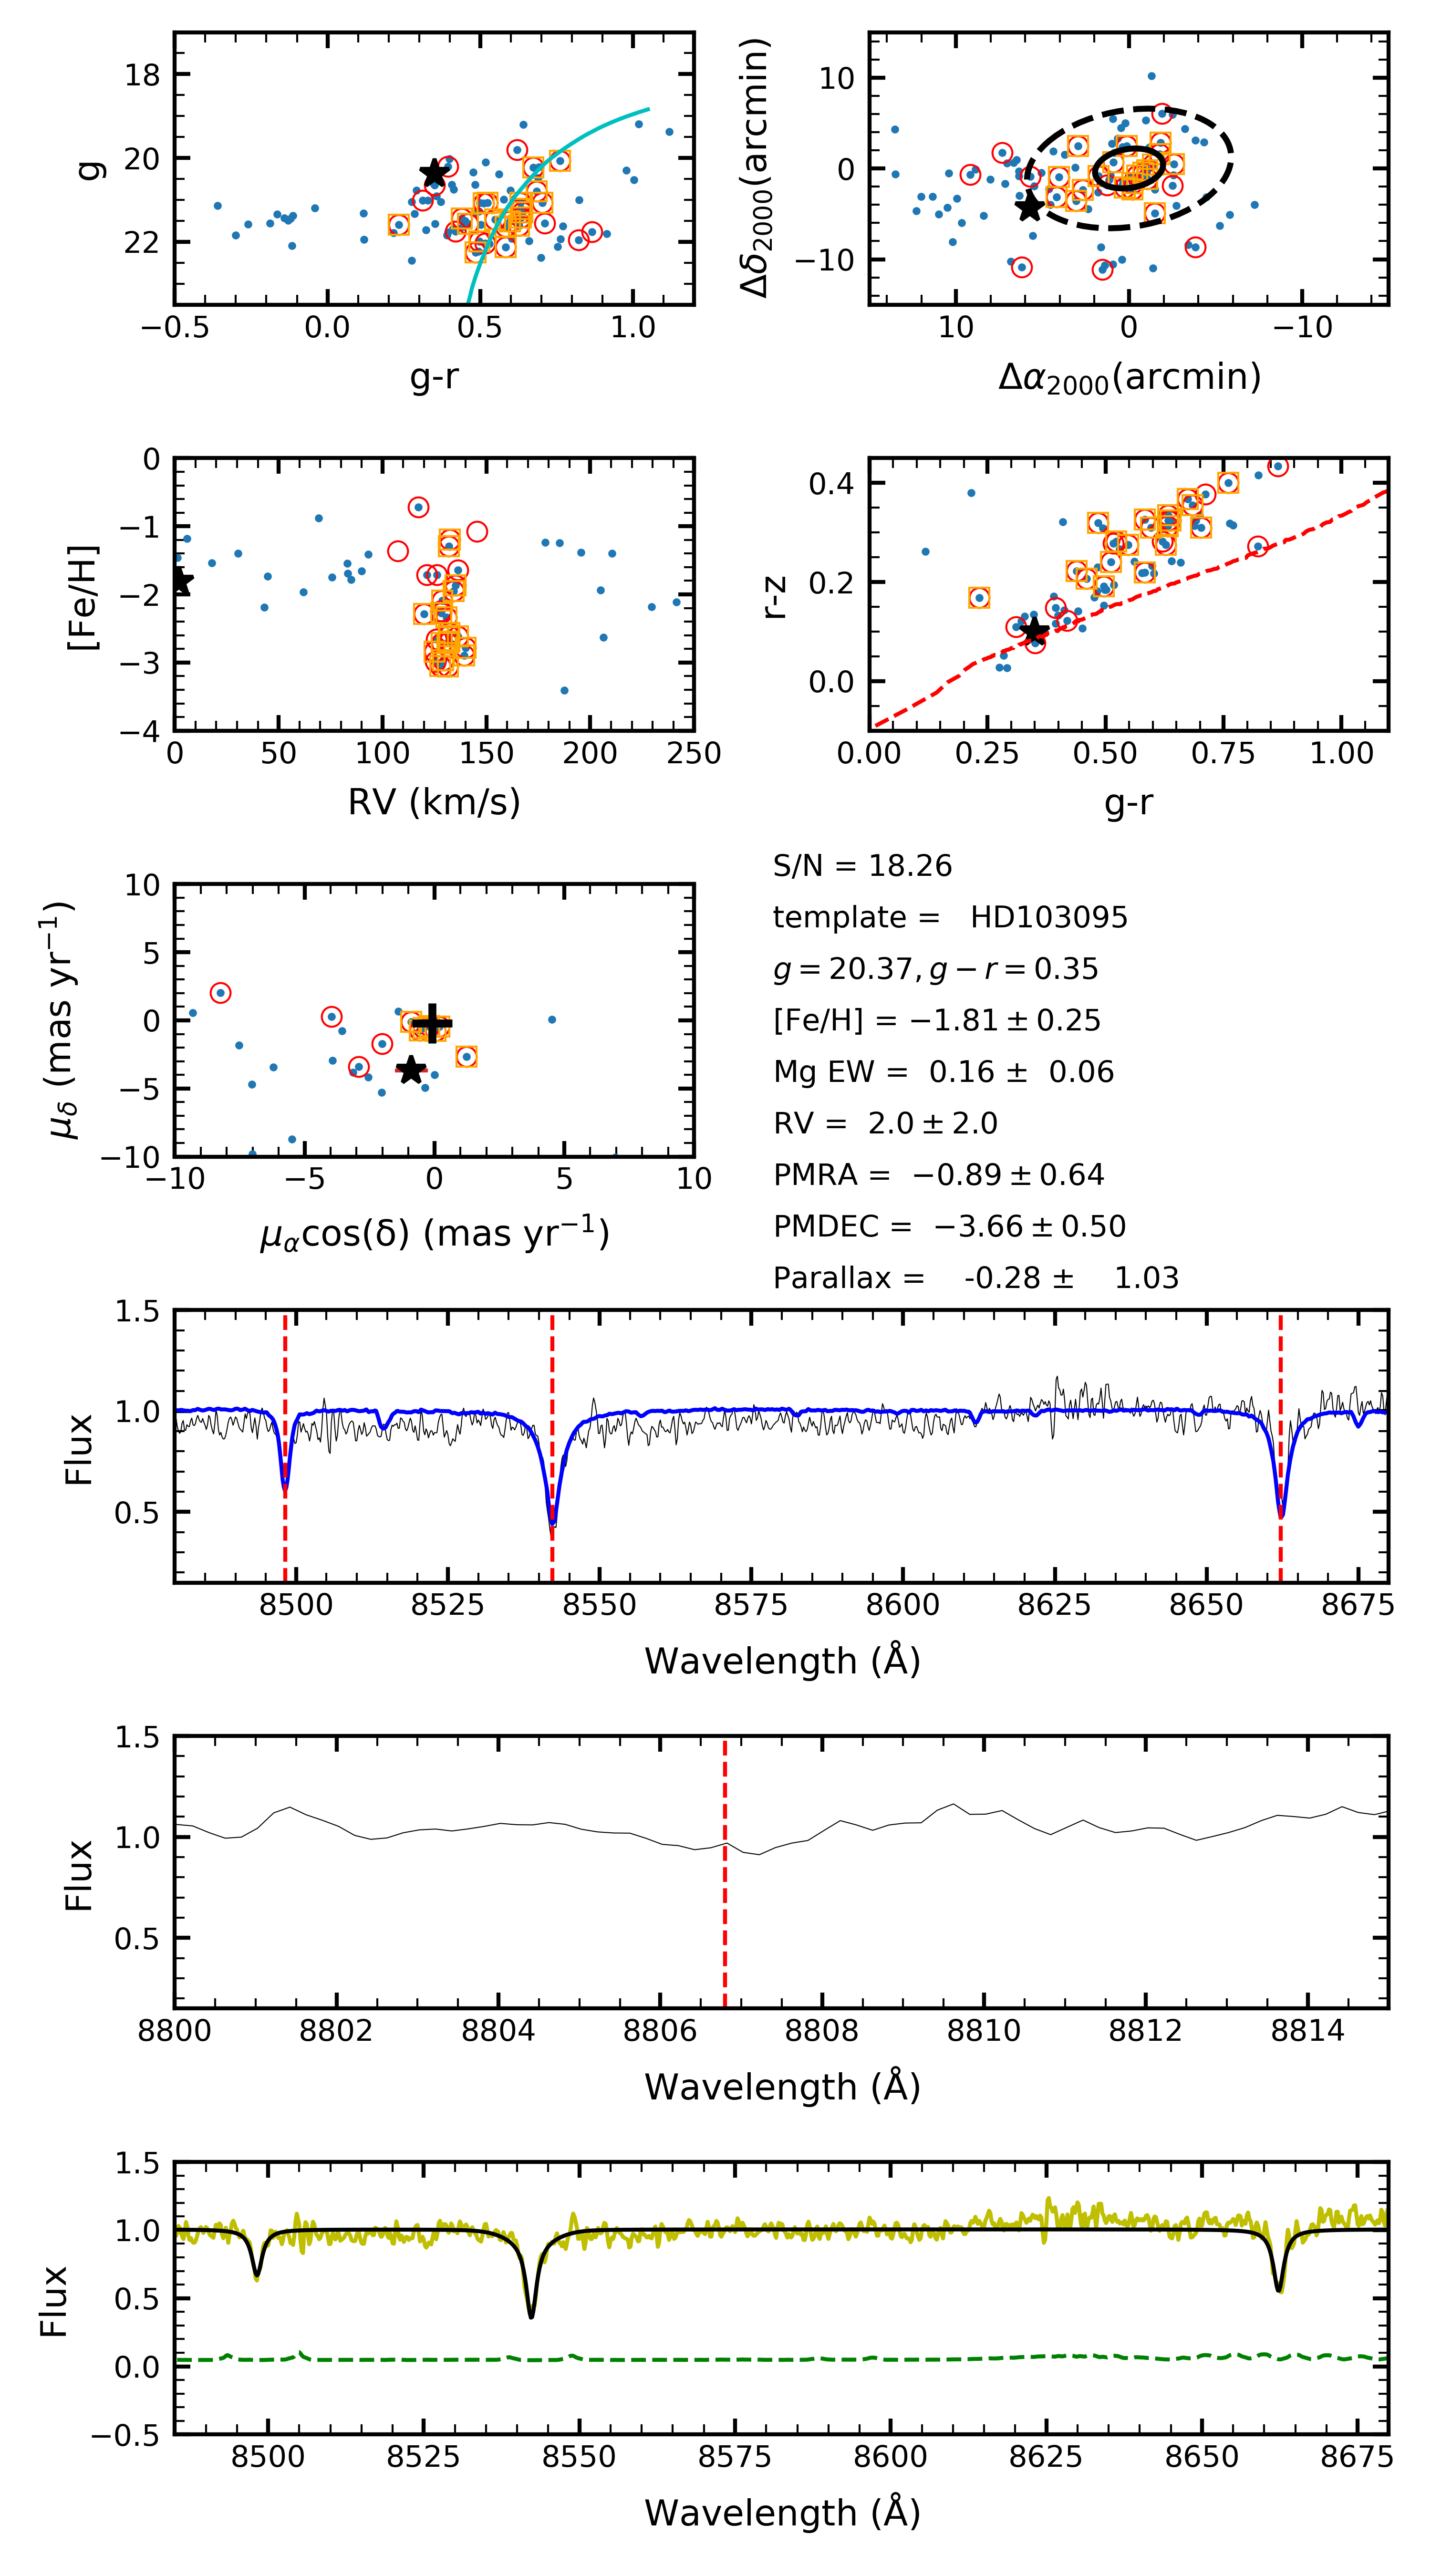 18
20
22
g
−0.5 0.0 0.5 1.0
g-r
10
0
−10
Δδ2000(arcmin)
10 0 −10
Δα2000(arcmin)
0
−1
−2
−3
−4
[Fe/H]
0 50 100 150 200 250
RV (km/s)
0.4
0.2
0.0
r-z
0.00 0.25 0.50 0.75 1.00
g-r
10
5
0
−5
−10
μδ (mas yr−1)
−10 −5 0 5 10
μαcos(δ) (mas yr−1)
S/N = 18.26
template = HD103095
g = 20.37, g − r = 0.35
[Fe/H] = −1.81 ± 0.25
Mg EW = 0.16 ± 0.06
RV = 2.0 ± 2.0
PMRA = −0.89 ± 0.64
PMDEC = −3.66 ± 0.50
Parallax = -0.28 ± 1.03
1.5
1.0
0.5
Flux
8500 8525 8550 8575 8600 8625 8650 8675
Wavelength (Å)
1.5
1.0
0.5
Flux
8800 8802 8804 8806 8808 8810 8812 8814
Wavelength (Å)
1.5
1.0
0.5
0.0
−0.5
Flux
8500 8525 8550 8575 8600 8625 8650 8675
Wavelength (Å)